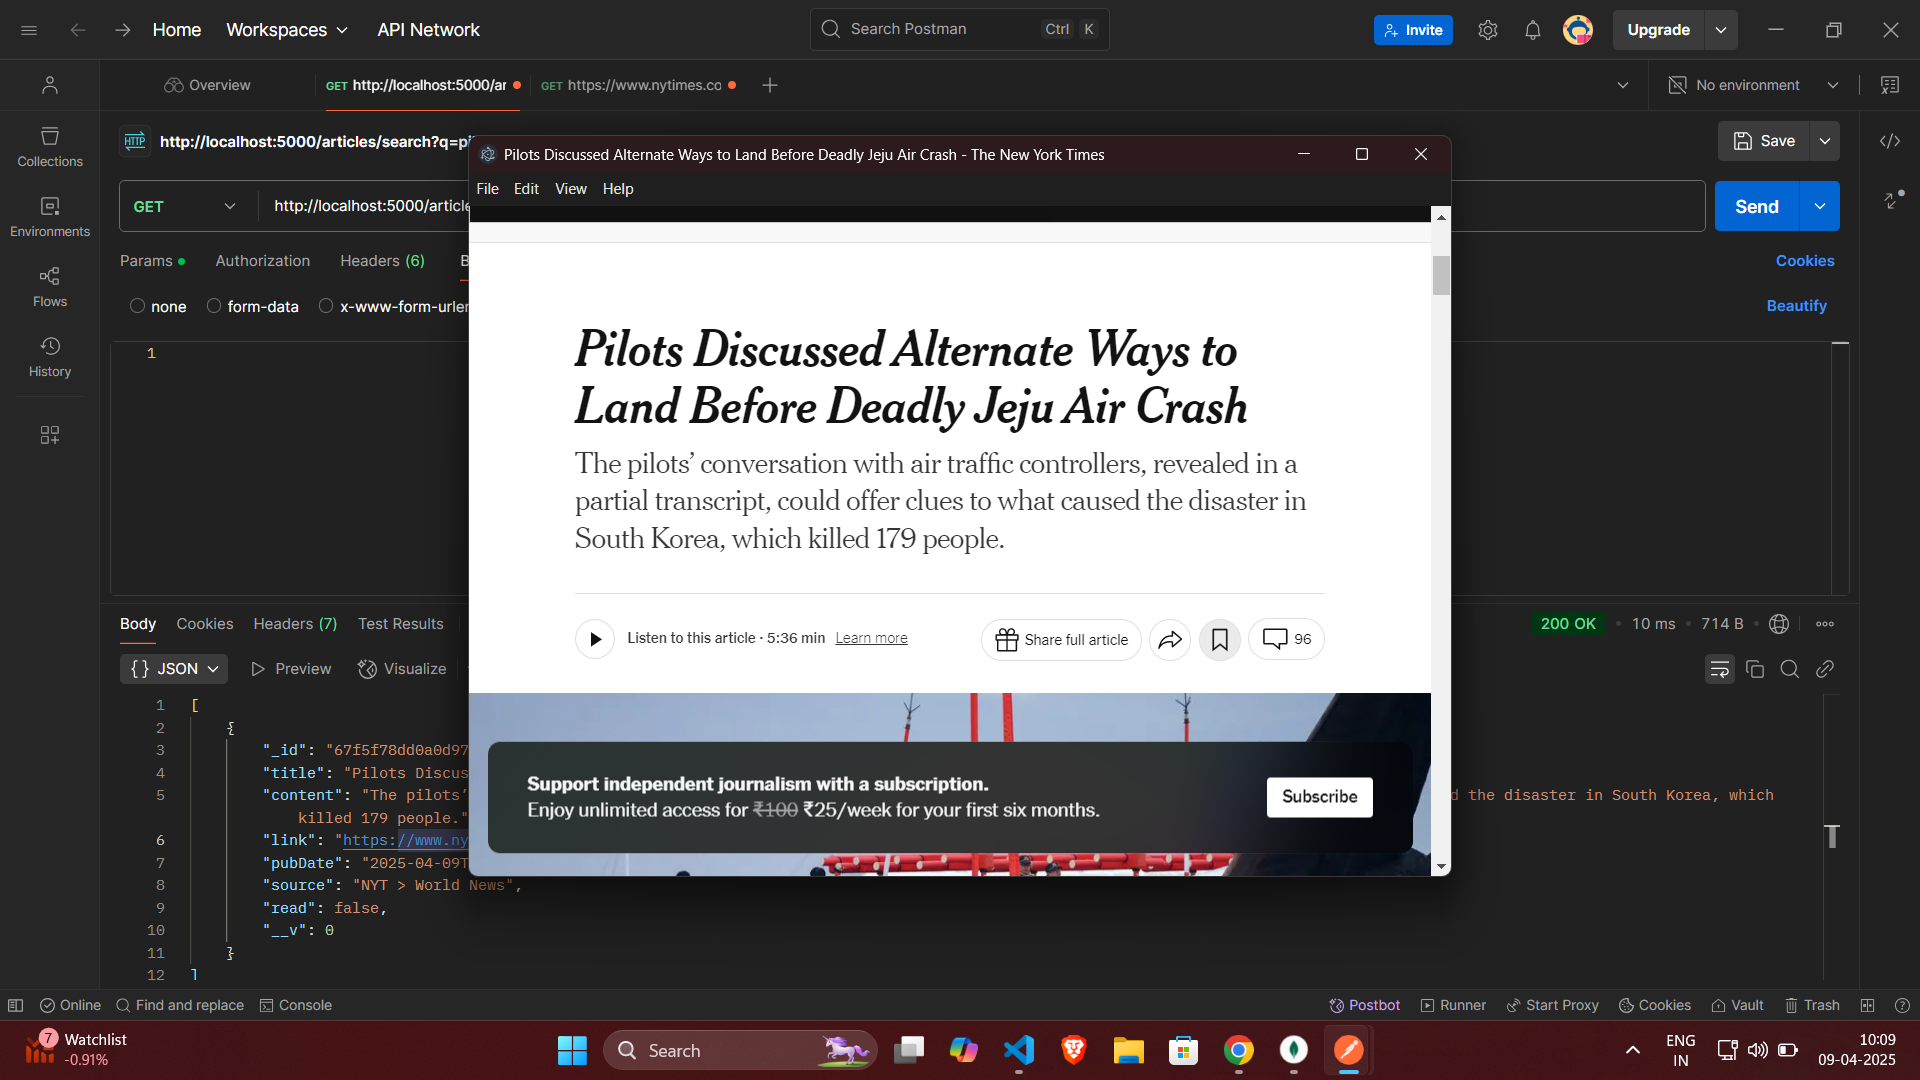 Home Workspaces API Network Search Postman Ctrl K Invite Upgrade
Overview GET http://localhost:5000/ar GET https://www.nytimes.co No environment
HTTP http://localhost:5000/articles/search?q=pi Save
Pilots Discussed Alternate Ways to Land Before Deadly Jeju Air Crash - The New York Times
File Edit View Help
GET http://localhost:5000/article Send
Params Authorization Headers (6) B Cookies
none form-data x-www-form-urlen Beautify
1
Collections
Environments
Flows
History
Pilots Discussed Alternate Ways to
Land Before Deadly Jeju Air Crash
The pilots’ conversation with air traffic controllers, revealed in a
partial transcript, could offer clues to what caused the disaster in
South Korea, which killed 179 people.
Listen to this article · 5:36 min Learn more Share full article 96
Support independent journalism with a subscription.
Enjoy unlimited access for ₹100 ₹25/week for your first six months.
Subscribe
Body Cookies Headers (7) Test Results 200 OK 10 ms 714 B
{} JSON Preview Visualize
1 [
2 {
3 "_id": "67f5f78dd0a0d97
4 "title": "Pilots Discus
5 "content": "The pilots’ d the disaster in South Korea, which
killed 179 people."
6 "link": "https://www.ny
7 "pubDate": "2025-04-09T
8 "source": "NYT > World News",
9 "read": false,
10 "__v": 0
11 }
12 ]
Online Find and replace Console Postbot Runner Start Proxy Cookies Vault Trash
7 Watchlist
-0.91%
Search
ENG
IN
10:09
09-04-2025